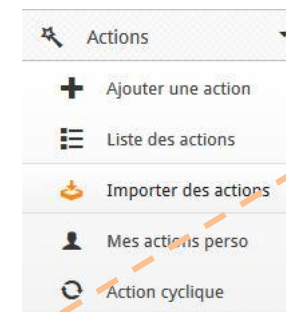 Actions
Ajouter une action
Liste des actions
Importer des actions
Mes actions perso
Action cyclique